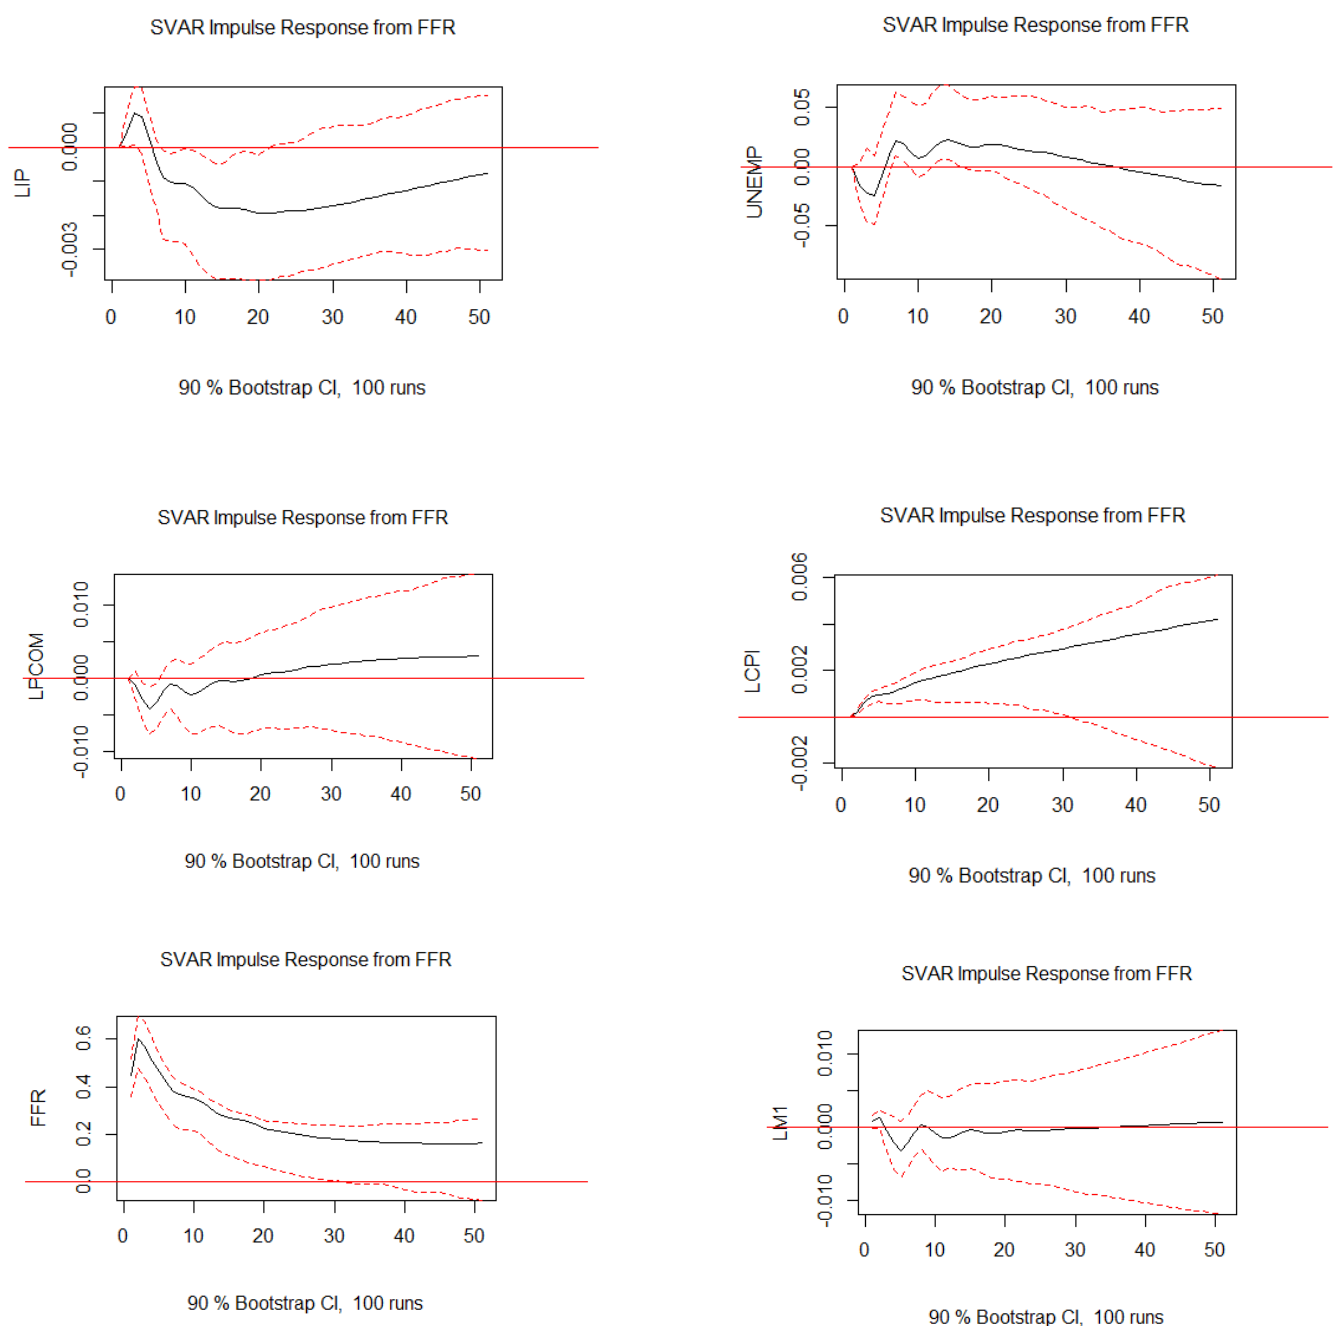 SVAR Impulse Response from FFR
LIP
0.000
-0.003
0 10 20 30 40 50
90 % Bootstrap CI, 100 runs
SVAR Impulse Response from FFR
UNEMP
0.05
0.00
-0.05
0 10 20 30 40 50
90 % Bootstrap CI, 100 runs
SVAR Impulse Response from FFR
LPCOM
0.010
0.000
-0.010
0 10 20 30 40 50
90 % Bootstrap CI, 100 runs
SVAR Impulse Response from FFR
LCPI
0.006
0.002
-0.002
0 10 20 30 40 50
90 % Bootstrap CI, 100 runs
SVAR Impulse Response from FFR
FFR
0.6
0.4
0.2
0.0
0 10 20 30 40 50
90 % Bootstrap CI, 100 runs
SVAR Impulse Response from FFR
LM1
0.010
0.000
-0.010
0 10 20 30 40 50
90 % Bootstrap CI, 100 runs